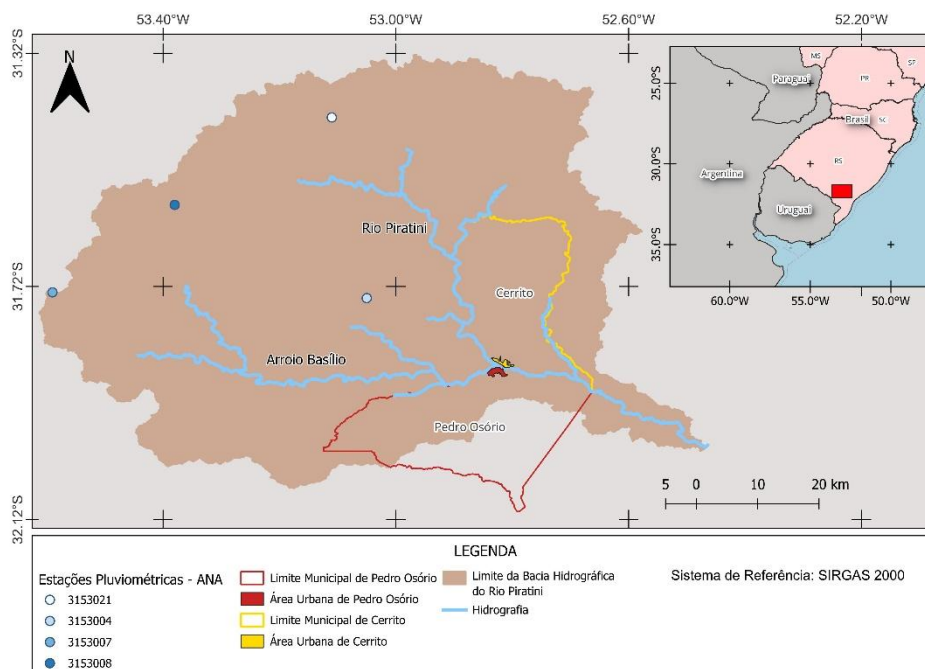 53.40°W
53.00°W
52.60°W
52.20°W
31.32°S
31.72°S
32.12°S
N
Rio Piratini
Cerrito
Arroio Basílio
Pedro Osório
MS
SP
Paraguai
PR
Brasil
SC
Argentina
RS
Uruguai
25.0°S
30.0°S
35.0°S
60.0°W
55.0°W
50.0°W
5 0 10 20 km
LEGENDA
Estações Pluviométricas - ANA
3153021
3153004
3153007
3153008
Limite Municipal de Pedro Osório
Área Urbana de Pedro Osório
Limite Municipal de Cerrito
Área Urbana de Cerrito
Limite da Bacia Hidrográfica
do Rio Piratini
Hidrografia
Sistema de Referência: SIRGAS 2000